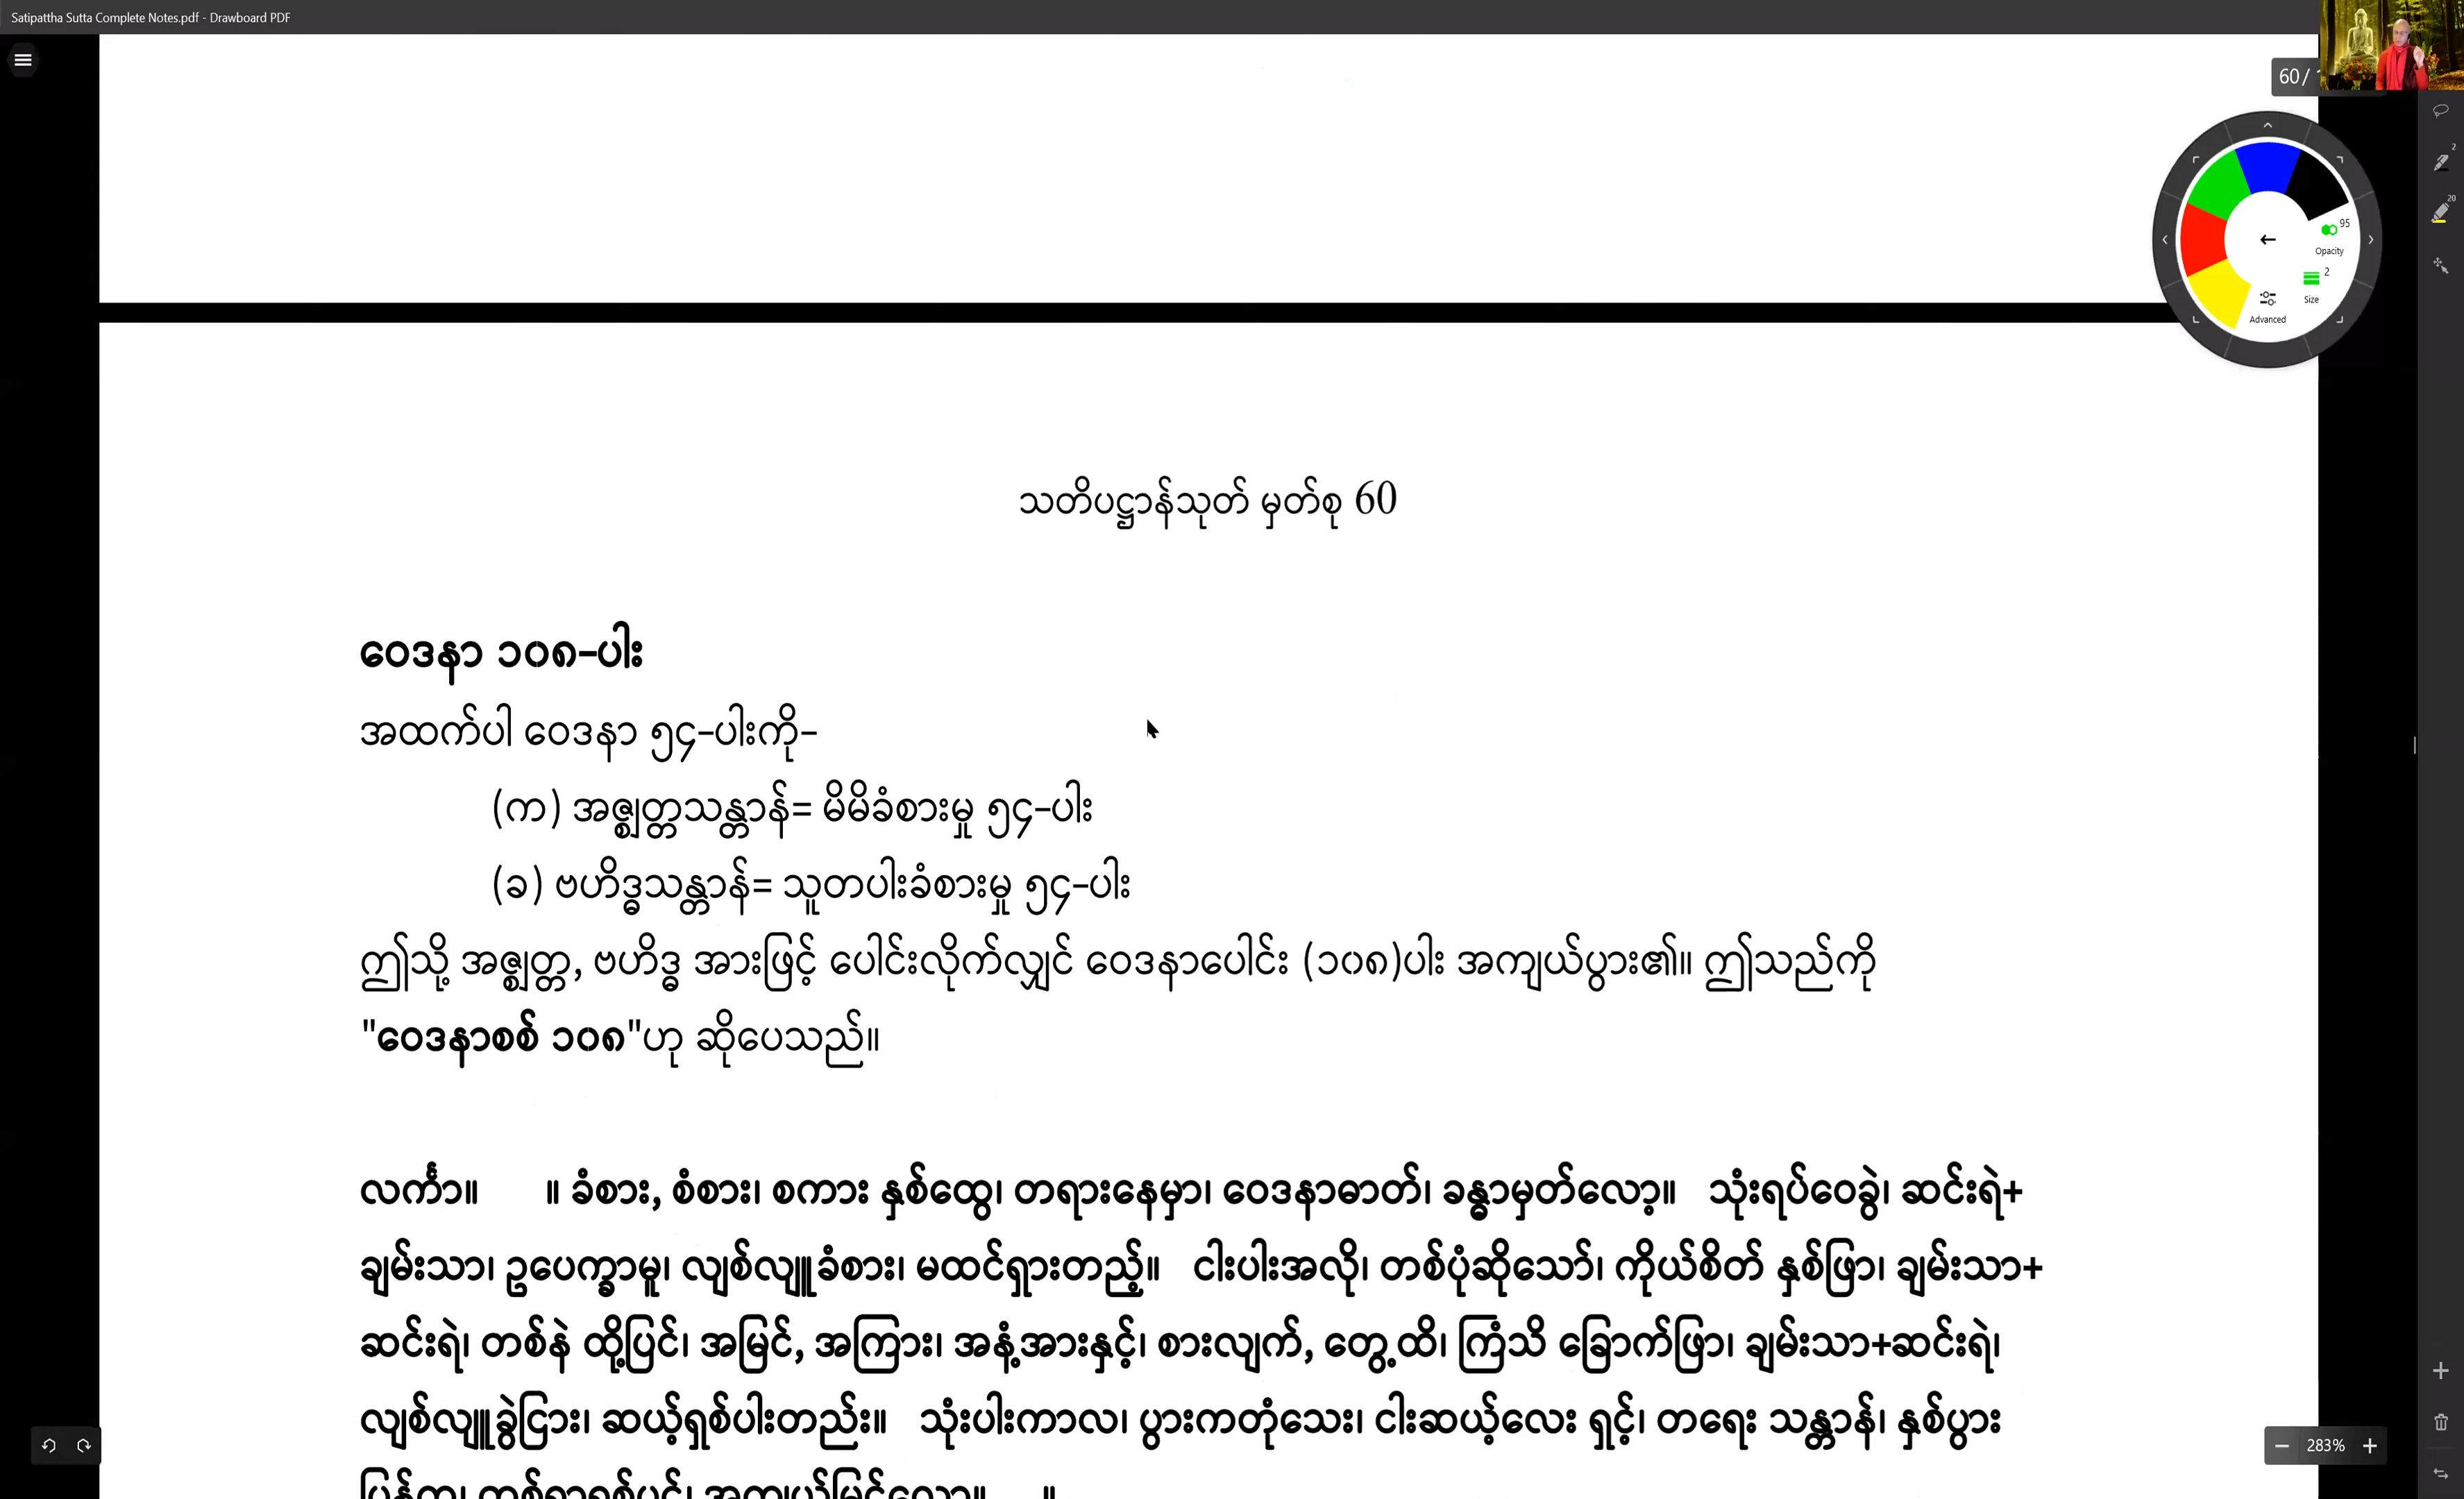 Satipattha Sutta Complete Notes.pdf - Drawboard PDF
60 /
2
20
95
Opacity
2
Size
Advanced
သတိပဋ္ဌာန်သုတ် မှတ်စု 60
ဝေဒနာ ၁၀၈-ပါး
အထက်ပါ ဝေဒနာ ၅၄-ပါးကို-
(က) အဇ္ဈတ္တသန္တာန်= မိမိခံစားမှု ၅၄-ပါး
(ခ) ဗဟိဒ္ဓသန္တာန်= သူတပါးခံစားမှု ၅၄-ပါး
ဤသို့ အဇ္ဈတ္တ, ဗဟိဒ္ဓ အားဖြင့် ပေါင်းလိုက်လျှင် ဝေဒနာပေါင်း (၁၀၈)ပါး အကျယ်ပွား၏။ ဤသည်ကို
"ဝေဒနာစစ် ၁၀၈"ဟု ဆိုပေသည်။
လင်္ကာ။ ။ ခံစား, စံစား၊ စကား နှစ်ထွေ၊ တရားနေမှာ၊ ဝေဒနာဓာတ်၊ ခန္ဓာမှတ်လော့။ သုံးရပ်ဝေခွဲ၊ ဆင်းရဲ+
ချမ်းသာ၊ ဥပေက္ခာမူ၊ လျစ်လျူခံစား၊ မထင်ရှားတည့်။ ငါးပါးအလို၊ တစ်ပုံဆိုသော်၊ ကိုယ်စိတ် နှစ်ဖြာ၊ ချမ်းသာ+
ဆင်းရဲ၊ တစ်နဲ ထို့ပြင်၊ အမြင်, အကြား၊ အနံ့အားနှင့်၊ စားလျက်, တွေ့ထိ၊ ကြံသိ ခြောက်ဖြာ၊ ချမ်းသာ+ဆင်းရဲ၊
လျစ်လျူခွဲငြား၊ ဆယ့်ရှစ်ပါးတည်း။ သုံးပါးကာလ၊ ပွားကတုံသေး၊ ငါးဆယ့်လေး ရှင့်၊ တရေး သန္တာန်၊ နှစ်ပွား
283%